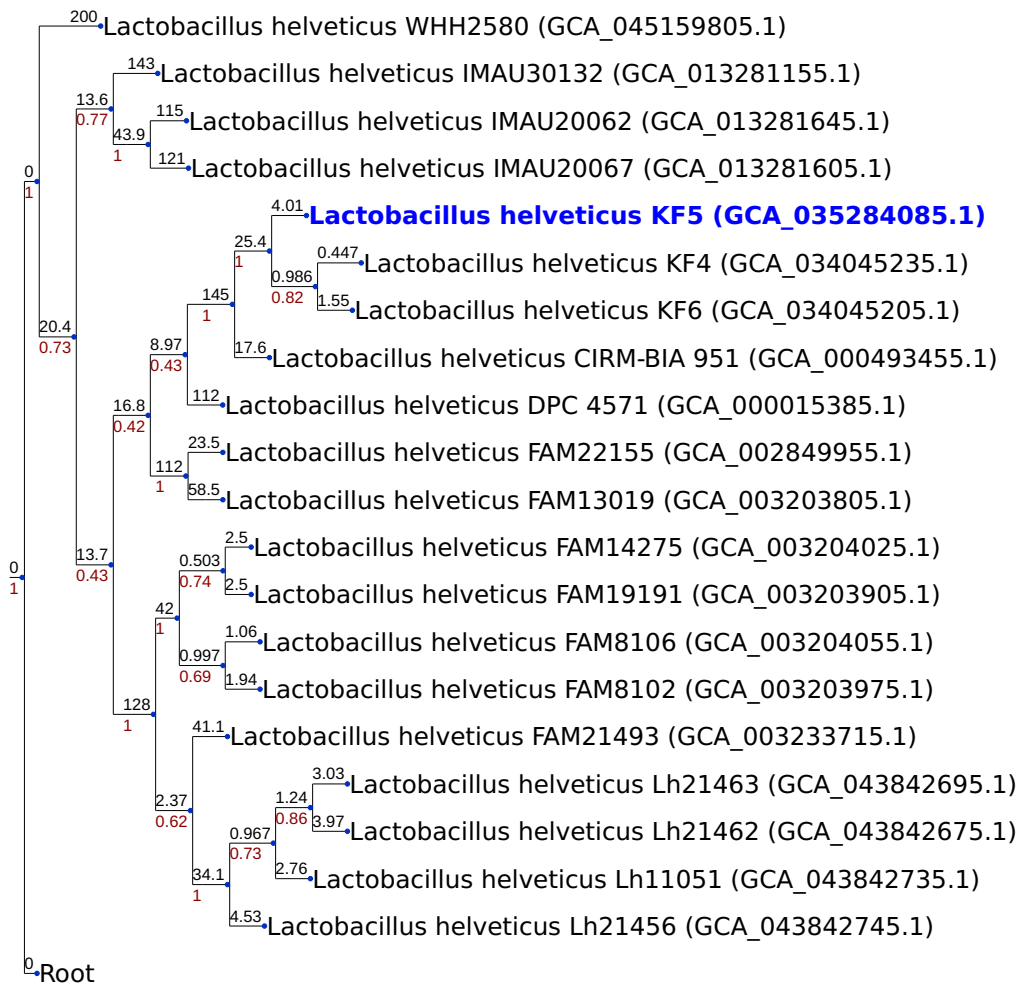 200
Lactobacillus helveticus WHH2580 (GCA_045159805.1)
143
Lactobacillus helveticus IMAU30132 (GCA_013281155.1)
13.6
0.77
115
Lactobacillus helveticus IMAU20062 (GCA_013281645.1)
43.9
1
121
Lactobacillus helveticus IMAU20067 (GCA_013281605.1)
0
1
4.01
Lactobacillus helveticus KF5 (GCA_035284085.1)
25.4
1
0.447
Lactobacillus helveticus KF4 (GCA_034045235.1)
0.986
0.82
1.55
Lactobacillus helveticus KF6 (GCA_034045205.1)
145
1
20.4
0.73
8.97
0.43
17.6
Lactobacillus helveticus CIRM-BIA 951 (GCA_000493455.1)
112
Lactobacillus helveticus DPC 4571 (GCA_000015385.1)
16.8
0.42
23.5
Lactobacillus helveticus FAM22155 (GCA_002849955.1)
112
1
58.5
Lactobacillus helveticus FAM13019 (GCA_003203805.1)
13.7
0.43
2.5
Lactobacillus helveticus FAM14275 (GCA_003204025.1)
0.503
0.74
0
1
2.5
Lactobacillus helveticus FAM19191 (GCA_003203905.1)
42
1
1.06
Lactobacillus helveticus FAM8106 (GCA_003204055.1)
0.997
0.69
1.94
Lactobacillus helveticus FAM8102 (GCA_003203975.1)
128
1
41.1
Lactobacillus helveticus FAM21493 (GCA_003233715.1)
3.03
Lactobacillus helveticus Lh21463 (GCA_043842695.1)
2.37
0.62
1.24
0.86
3.97
Lactobacillus helveticus Lh21462 (GCA_043842675.1)
0.967
0.73
2.76
Lactobacillus helveticus Lh11051 (GCA_043842735.1)
34.1
1
4.53
Lactobacillus helveticus Lh21456 (GCA_043842745.1)
0
Root